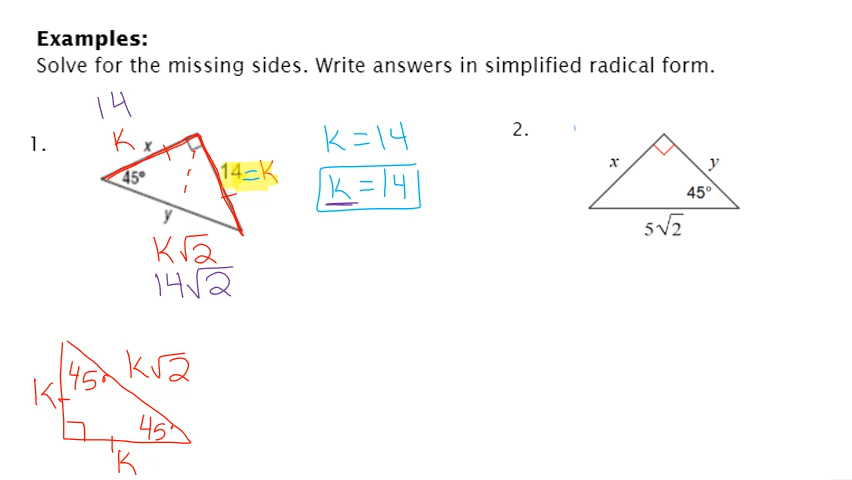 Examples:
Solve for the missing sides. Write answers in simplified radical form.
14
1.
K
x
45°
14=K
y
K√2
14√2
K=14
K=14
2.
x
y
45°
5√2
K
45°
K√2
45°
K